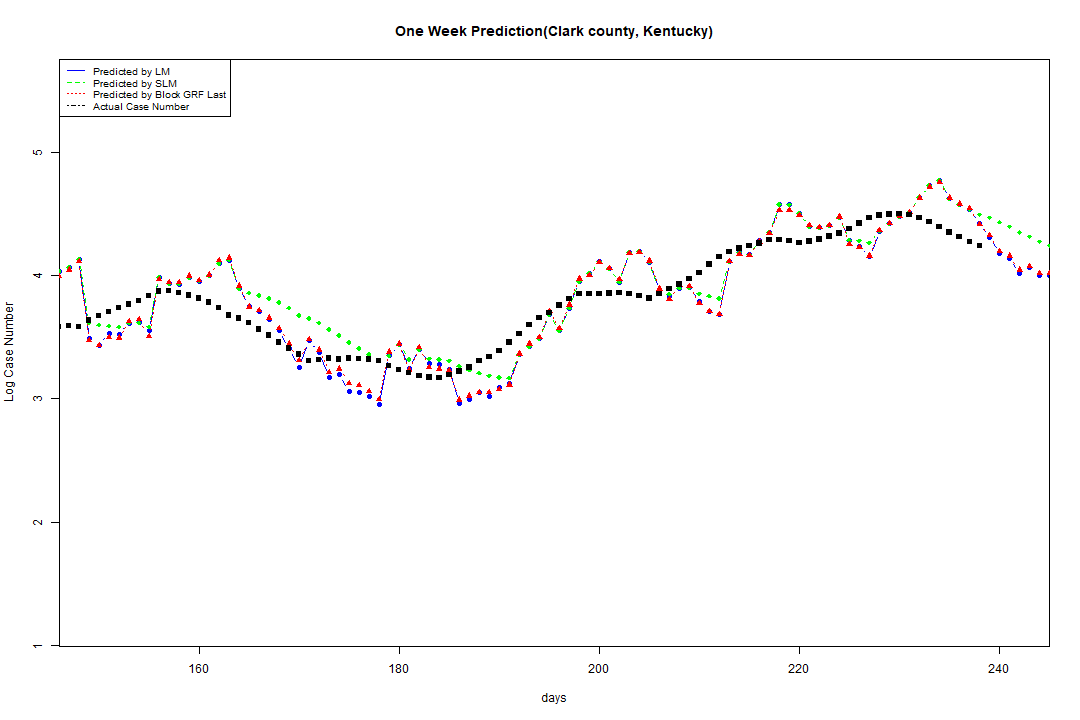 One Week Prediction(Clark county, Kentucky)
Predicted by LM
Predicted by SLM
Predicted by Block GRF Last
Actual Case Number
5
4
3
2
1
Log Case Number
160 180 200 220 240
days